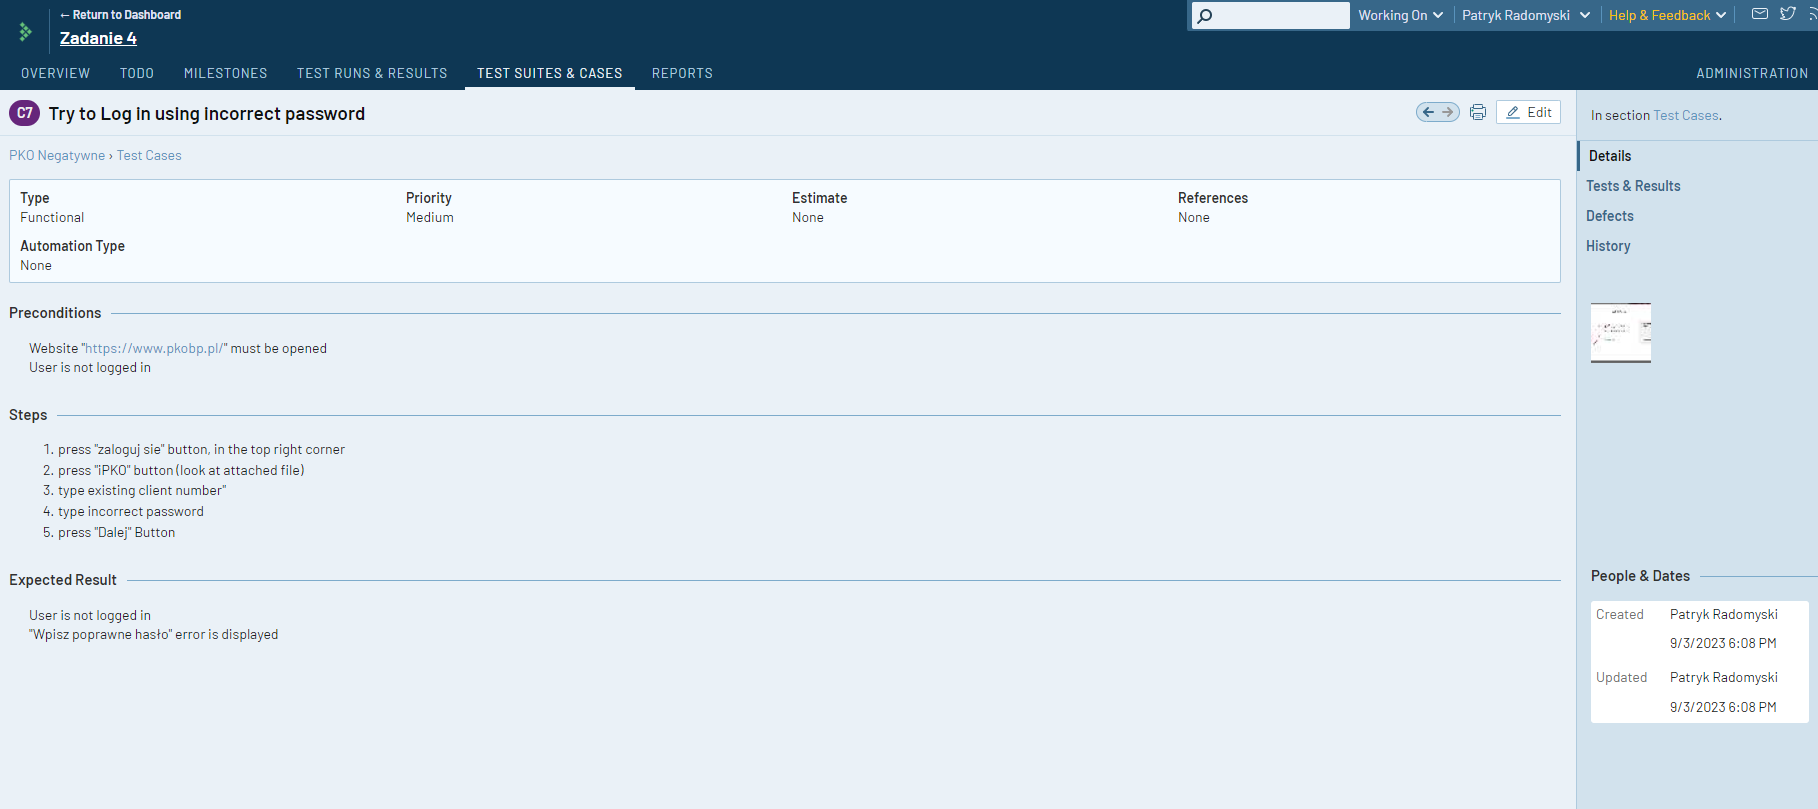 ← Return to Dashboard
Zadanie 4
Working On
Patryk Radomyski
Help & Feedback
OVERVIEW
TODO
MILESTONES
TEST RUNS & RESULTS
TEST SUITES & CASES
REPORTS
ADMINISTRATION
C7 Try to Log in using incorrect password
Edit
PKO Negatywne › Test Cases
Type
Functional
Priority
Medium
Estimate
None
References
None
Automation Type
None
Preconditions
Website "https://www.pkobp.pl/" must be opened
User is not logged in
Steps
1. press "zaloguj sie" button, in the top right corner
2. press "iPKO" button (look at attached file)
3. type existing client number"
4. type incorrect password
5. press "Dalej" Button
Expected Result
User is not logged in
"Wpisz poprawne hasło" error is displayed
In section Test Cases.
Details
Tests & Results
Defects
History
People & Dates
Created Patryk Radomyski
9/3/2023 6:08 PM
Updated Patryk Radomyski
9/3/2023 6:08 PM